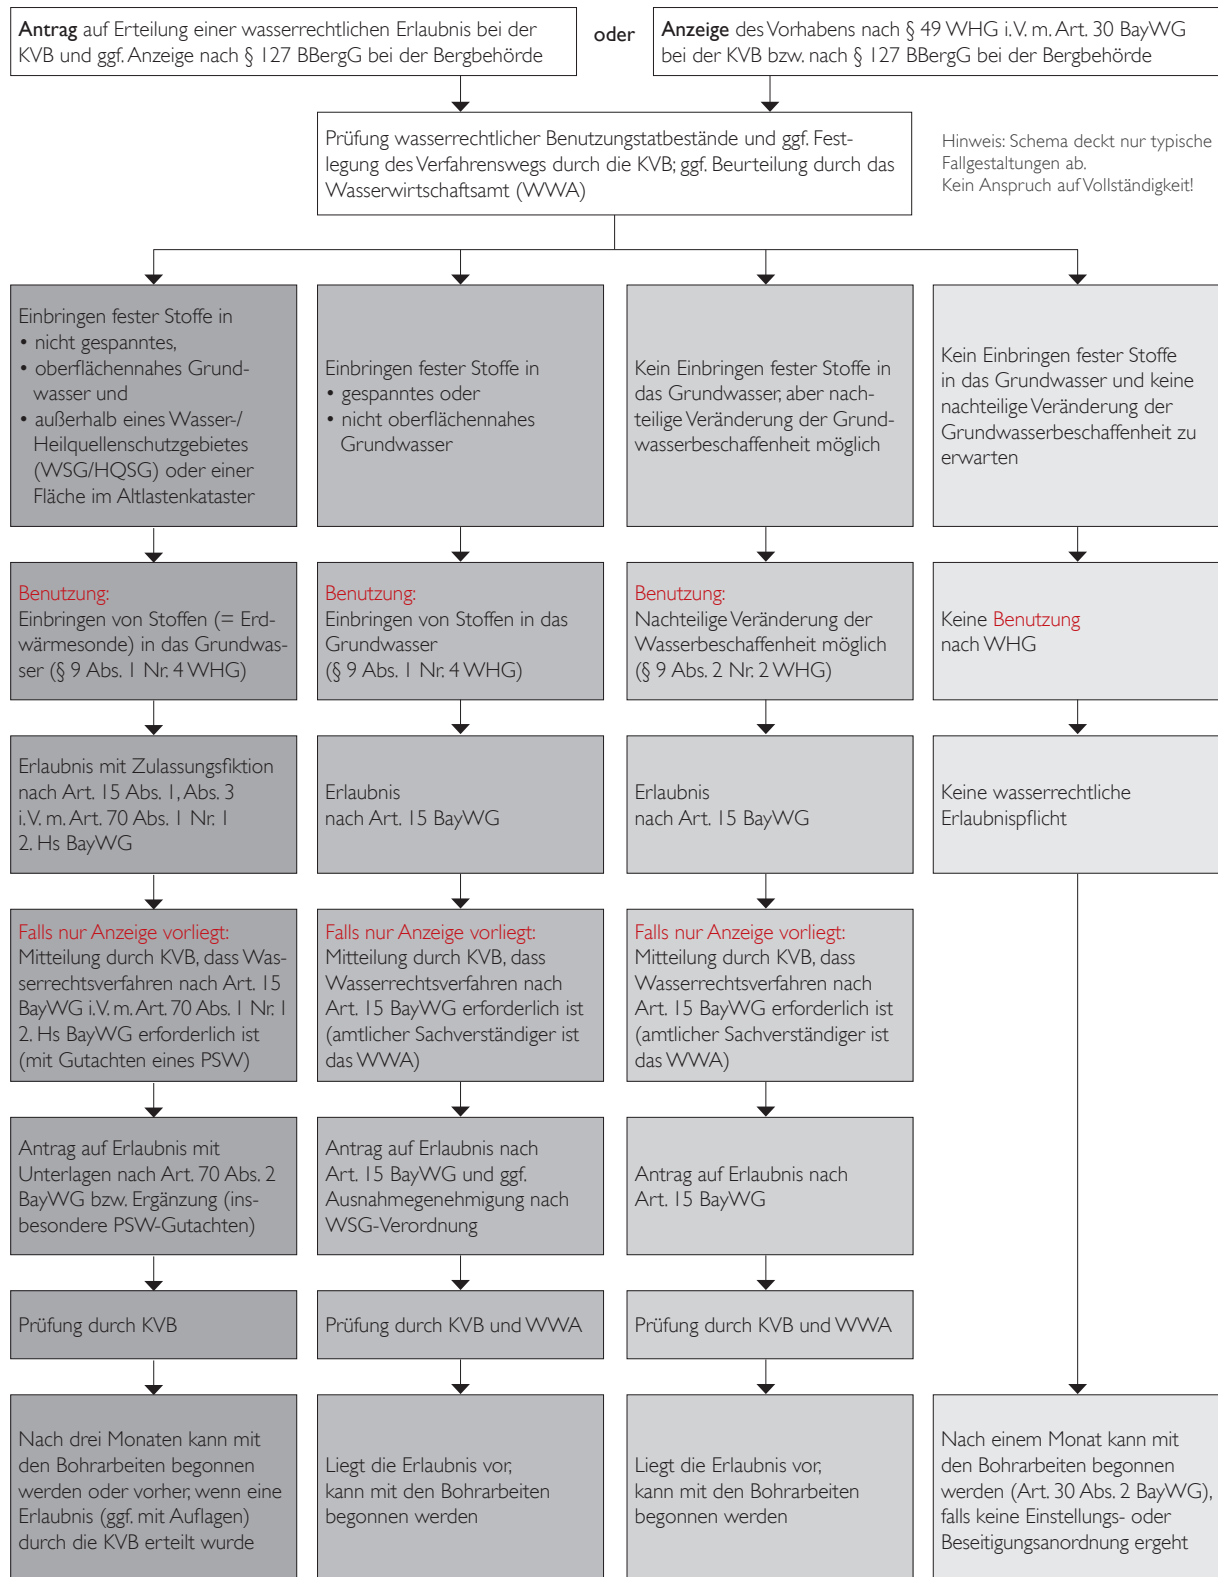 Antrag auf Erteilung einer wasserrechtlichen Erlaubnis bei der
KVB und ggf. Anzeige nach § 127 BBergG bei der Bergbehörde
oder
Anzeige des Vorhabens nach § 49 WHG i.V. m. Art. 30 BayWG
bei der KVB bzw. nach § 127 BBergG bei der Bergbehörde
Prüfung wasserrechtlicher Benutzungstatbestände und ggf. Fest-
legung des Verfahrenswegs durch die KVB; ggf. Beurteilung durch das
Wasserwirtschaftsamt (WWA)
Hinweis: Schema deckt nur typische
Fallgestaltungen ab.
Kein Anspruch auf Vollständigkeit!
Einbringen fester Stoffe in
• nicht gespanntes,
• oberflächennahes Grund-
wasser und
• außerhalb eines Wasser-/
Heilquellenschutzgebietes
(WSG/HQSG) oder einer
Fläche im Altlastenkataster
Einbringen fester Stoffe in
• gespanntes oder
• nicht oberflächennahes
Grundwasser
Kein Einbringen fester Stoffe in
das Grundwasser, aber nach-
teilige Veränderung der Grund-
wasserbeschaffenheit möglich
Kein Einbringen fester Stoffe
in das Grundwasser und keine
nachteilige Veränderung der
Grundwasserbeschaffenheit zu
erwarten
Benutzung:
Einbringen von Stoffen (= Erd-
wärmesonde) in das Grundwas-
ser (§ 9 Abs. 1 Nr. 4 WHG)
Benutzung:
Einbringen von Stoffen in das
Grundwasser
(§ 9 Abs. 1 Nr. 4 WHG)
Benutzung:
Nachteilige Veränderung der
Wasserbeschaffenheit möglich
(§ 9 Abs. 2 Nr. 2 WHG)
Keine Benutzung
nach WHG
Erlaubnis mit Zulassungsfiktion
nach Art. 15 Abs. 1, Abs. 3
i.V. m. Art. 70 Abs. 1 Nr. 1
2. Hs BayWG
Erlaubnis
nach Art. 15 BayWG
Erlaubnis
nach Art. 15 BayWG
Keine wasserrechtliche
Erlaubnispflicht
Falls nur Anzeige vorliegt:
Mitteilung durch KVB, dass Was-
serrechtsverfahren nach Art. 15
BayWG i.V. m. Art. 70 Abs. 1 Nr. 1
2. Hs BayWG erforderlich ist
(mit Gutachten eines PSW)
Falls nur Anzeige vorliegt:
Mitteilung durch KVB, dass
Wasserrechtsverfahren nach
Art. 15 BayWG erforderlich ist
(amtlicher Sachverständiger ist
das WWA)
Falls nur Anzeige vorliegt:
Mitteilung durch KVB, dass
Wasserrechtsverfahren nach
Art. 15 BayWG erforderlich ist
(amtlicher Sachverständiger ist
das WWA)
Antrag auf Erlaubnis mit
Unterlagen nach Art. 70 Abs. 2
BayWG bzw. Ergänzung (ins-
besondere PSW-Gutachten)
Antrag auf Erlaubnis nach
Art. 15 BayWG und ggf.
Ausnahmegenehmigung nach
WSG-Verordnung
Antrag auf Erlaubnis nach
Art. 15 BayWG
Prüfung durch KVB
Prüfung durch KVB und WWA
Prüfung durch KVB und WWA
Nach drei Monaten kann mit
den Bohrarbeiten begonnen
werden oder vorher, wenn eine
Erlaubnis (ggf. mit Auflagen)
durch die KVB erteilt wurde
Liegt die Erlaubnis vor,
kann mit den Bohrarbeiten
begonnen werden
Liegt die Erlaubnis vor,
kann mit den Bohrarbeiten
begonnen werden
Nach einem Monat kann mit
den Bohrarbeiten begonnen
werden (Art. 30 Abs. 2 BayWG),
falls keine Einstellungs- oder
Beseitigungsanordnung ergeht